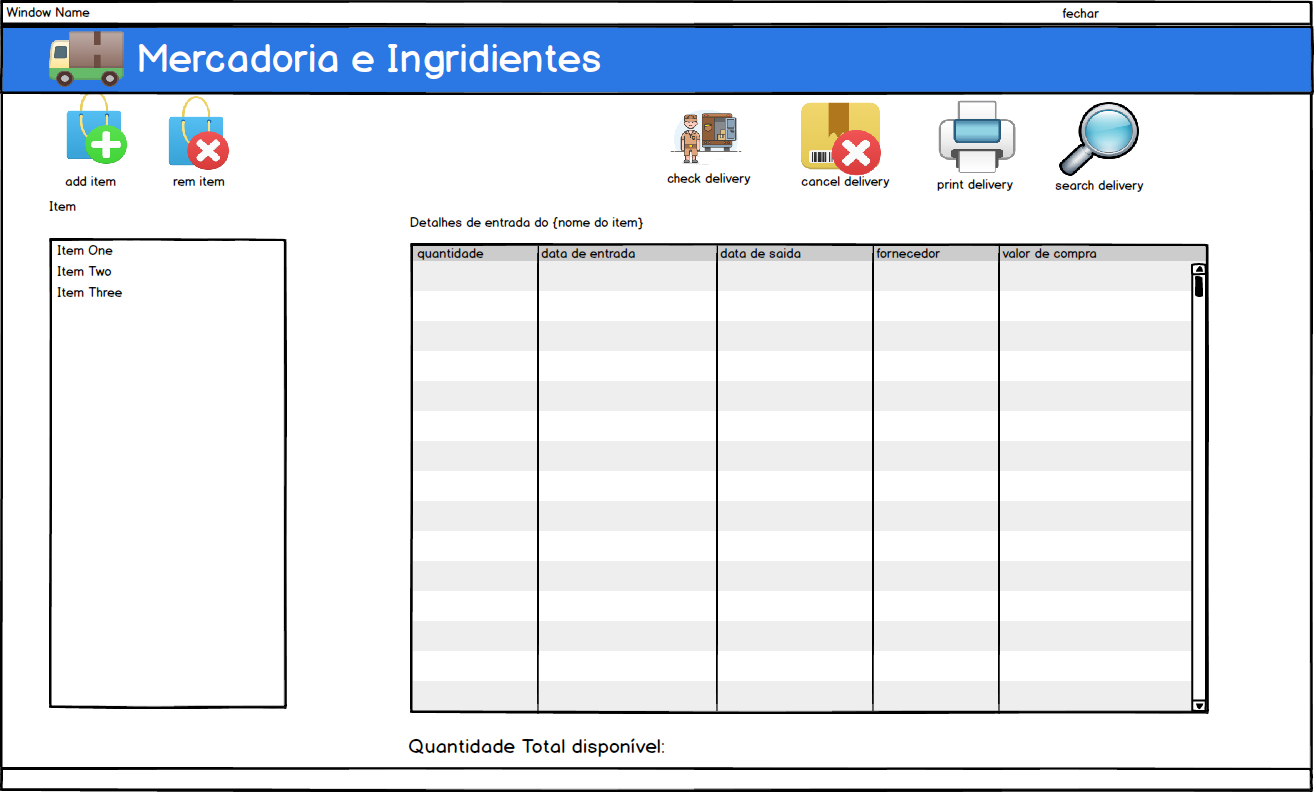 Window Name
fechar
Mercadoria e Ingridientes
add item
rem item
check delivery
cancel delivery
print delivery
search delivery
Item
Item One
Item Two
Item Three
Detalhes de entrada do {nome do item}
quantidade
data de entrada
data de saida
fornecedor
valor de compra
Quantidade Total disponível: